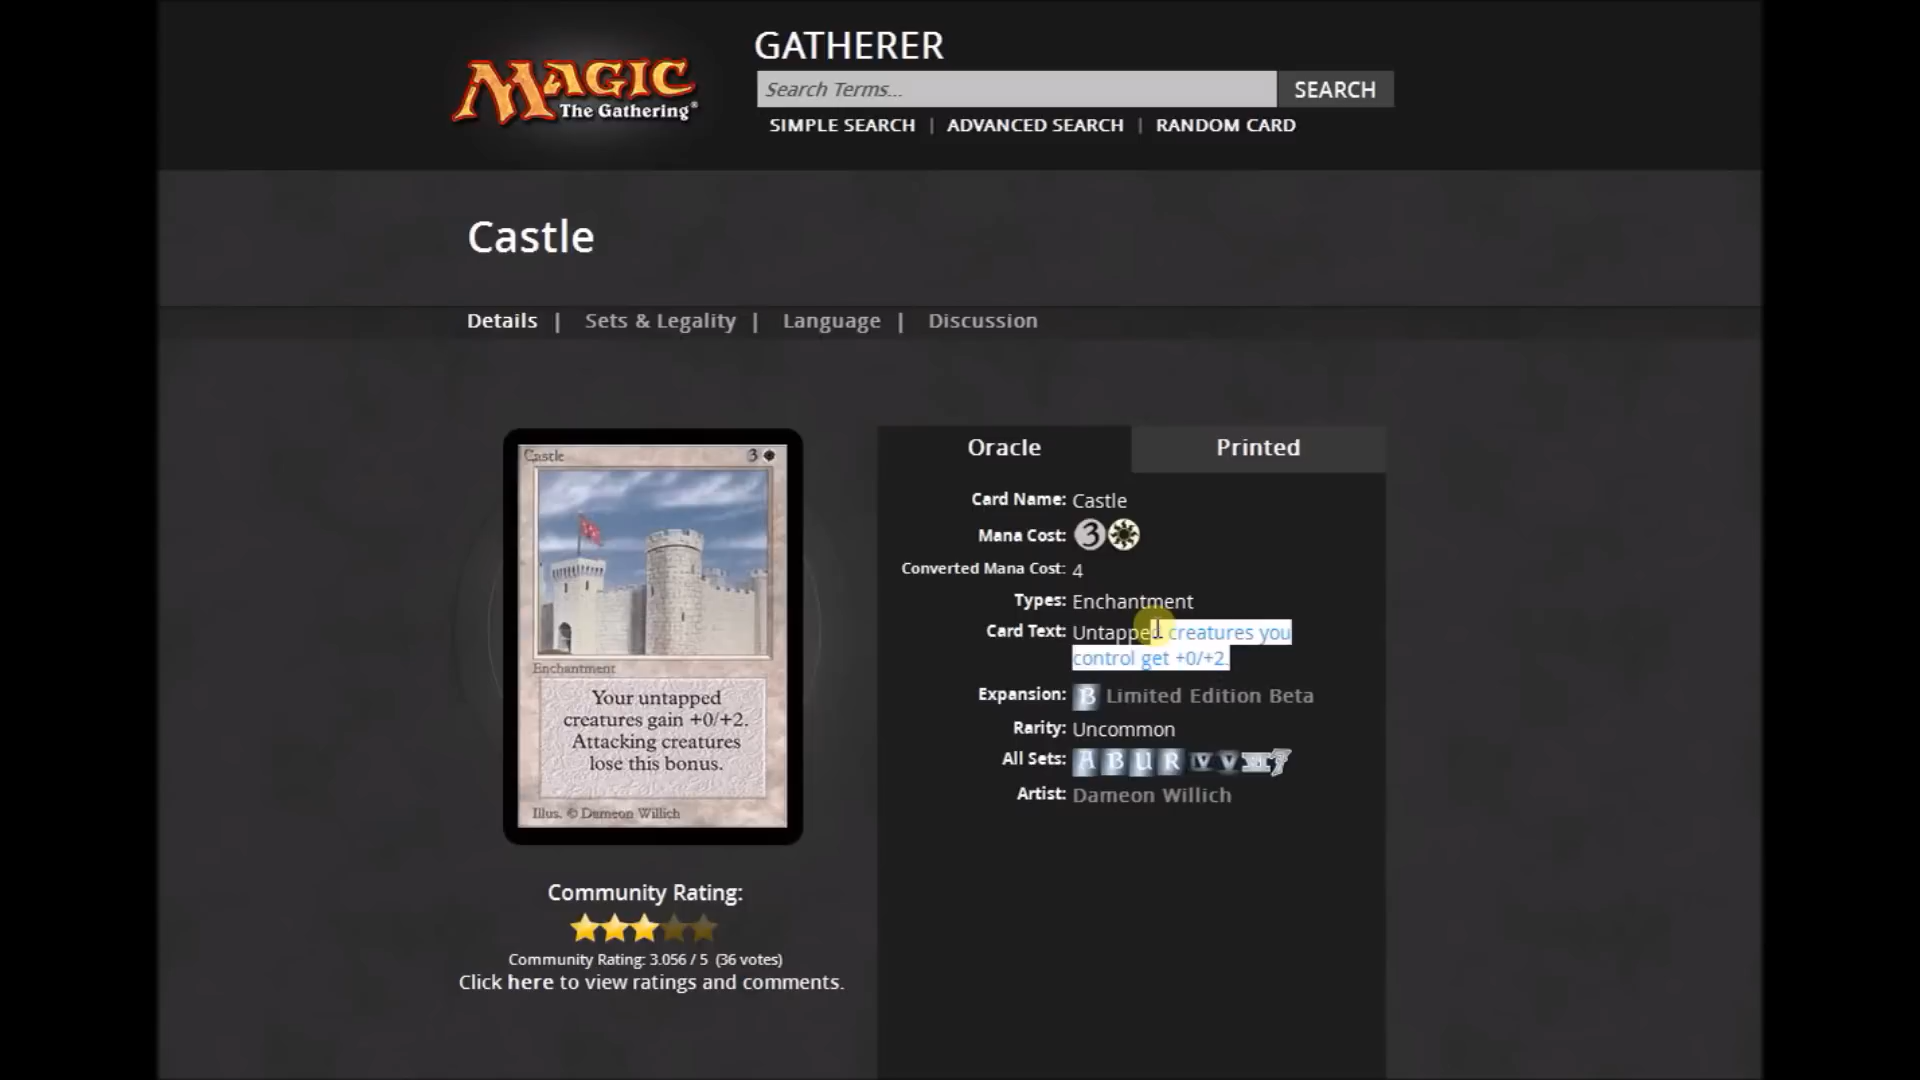 MAGIC
The Gathering®
GATHERER
Search Terms...
SEARCH
SIMPLE SEARCH | ADVANCED SEARCH | RANDOM CARD
Castle
Details | Sets & Legality | Language | Discussion
Castle 3
Enchantment
Your untapped
creatures gain +0/+2.
Attacking creatures
lose this bonus.
Illus. © Dameon Willich
Community Rating:
Community Rating: 3.056 / 5 (36 votes)
Click here to view ratings and comments.
Oracle Printed
Card Name: Castle
Mana Cost: 3
Converted Mana Cost: 4
Types: Enchantment
Card Text: Untapped creatures you
control get +0/+2.
Expansion: B Limited Edition Beta
Rarity: Uncommon
All Sets: A B U R IV V 7
Artist: Dameon Willich